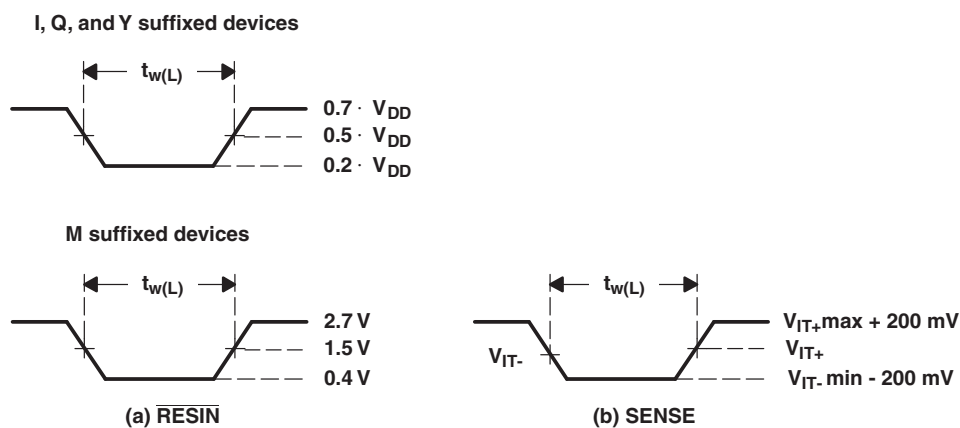 I, Q, and Y suffixed devices
tw(L)
0.7 · VDD
0.5 · VDD
0.2 · VDD
M suffixed devices
tw(L)
2.7 V
1.5 V
0.4 V
(a) RESIN
tw(L)
VIT-
VIT+max + 200 mV
VIT+
VIT- min - 200 mV
(b) SENSE